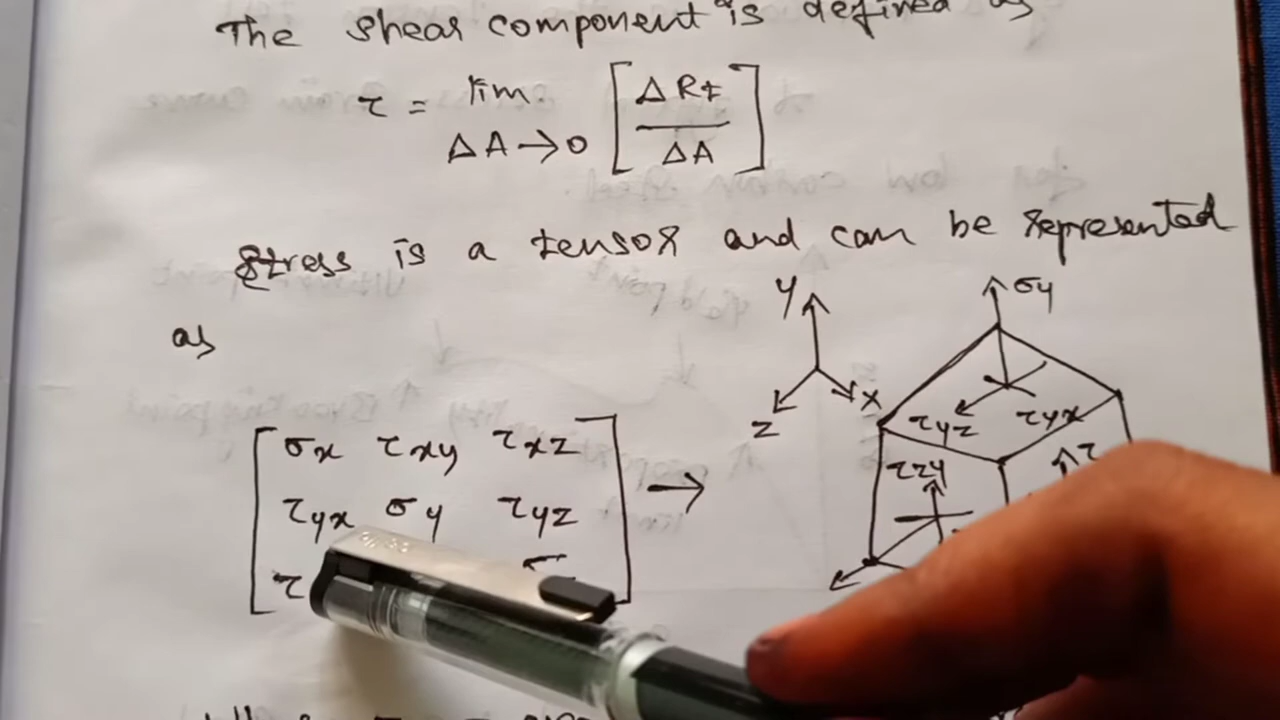 The shear component is defined as
τ = lim
ΔA→0 [ΔRt / ΔA]
Stress is a tensor and can be represented
as
y
σy
x
z
τyz τyx
τzy τ
σx τxy τxz
τyx σy τyz
τ